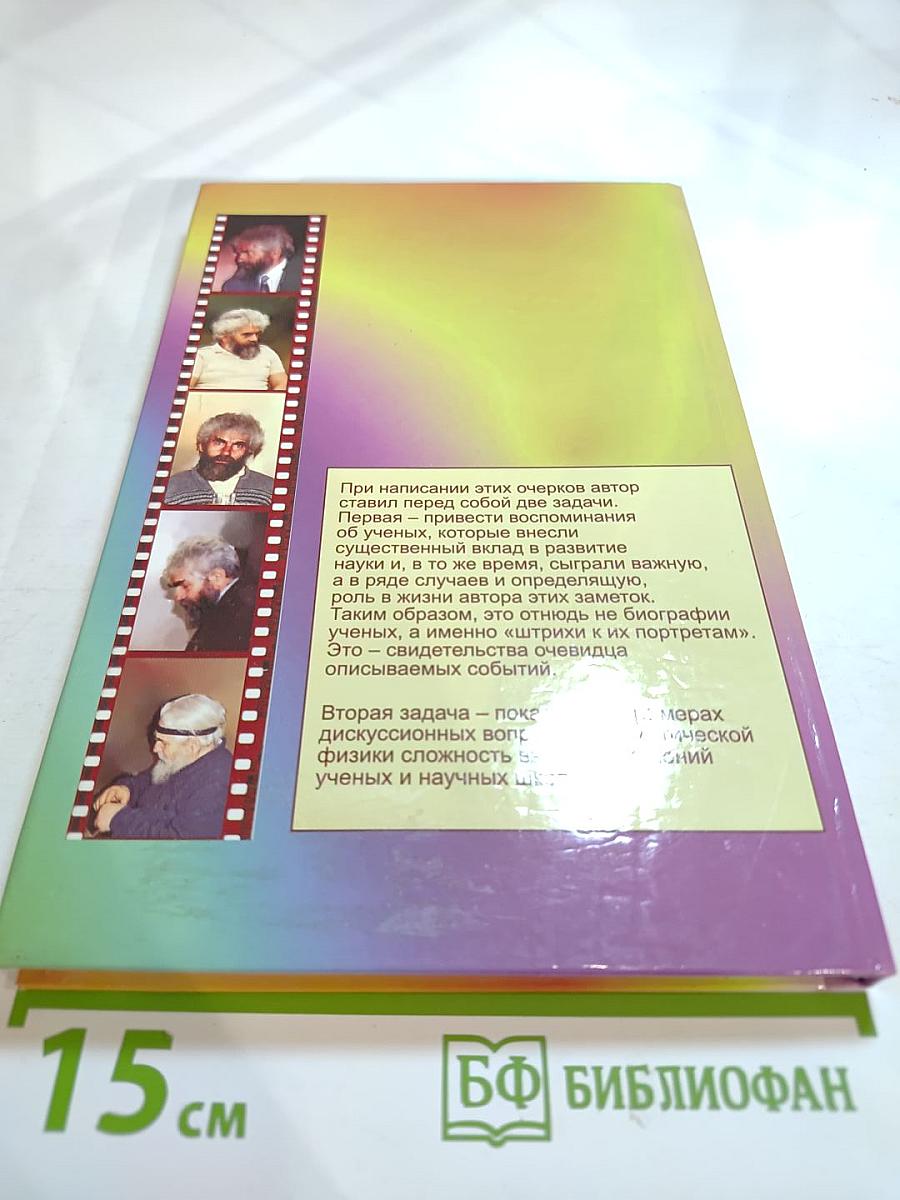 При написании этих очерков автор
ставил перед собой две задачи.
Первая – привести воспоминания
об ученых, которые внесли
существенный вклад в развитие
науки и, в то же время, сыграли важную,
а в ряде случаев и определящую,
роль в жизни автора этих заметок.
Таким образом, это отнюдь не биографии
ученых, а именно «штрихи к их портретам».
Это – свидетельства очевидца
описываемых событий.
Вторая задача –
дискуссионных
физики сложность
ученых и научных
15 см
БФ БИБЛИОФАН